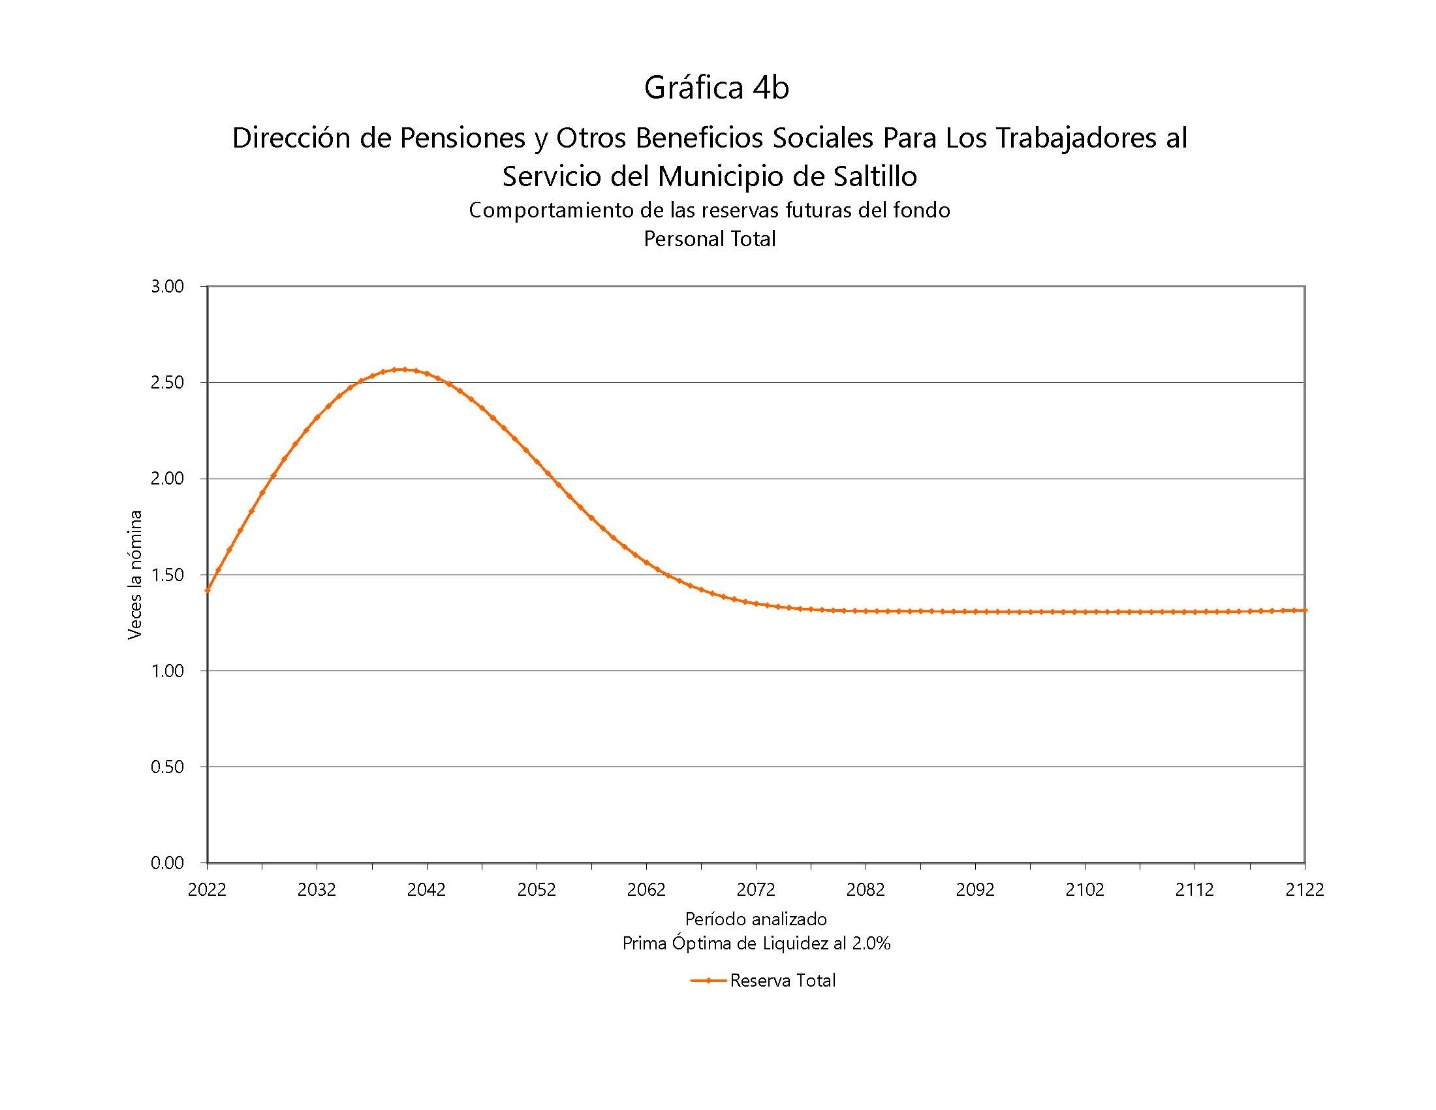 Gráfica 4b
Dirección de Pensiones y Otros Beneficios Sociales Para Los Trabajadores al
Servicio del Municipio de Saltillo
Comportamiento de las reservas futuras del fondo
Personal Total
3.00
2.50
2.00
1.50
1.00
0.50
0.00
Veces la nómina
2022 2032 2042 2052 2062 2072 2082 2092 2102 2112 2122
Período analizado
Prima Óptima de Liquidez al 2.0%
Reserva Total